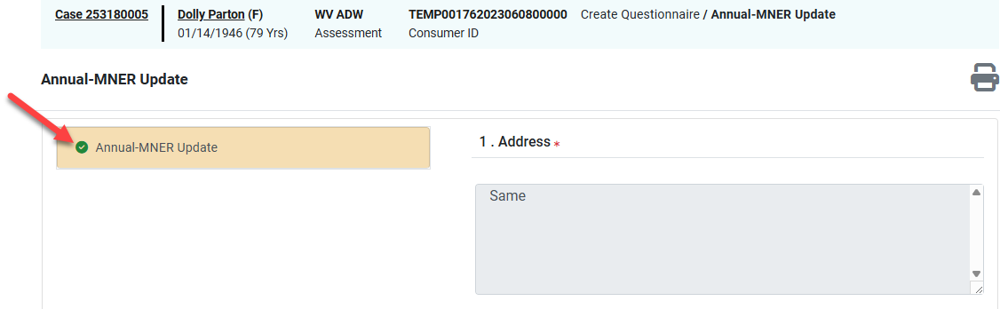 Case 253180005 Dolly Parton (F) WV ADW TEMP001762023060800000 Create Questionnaire / Annual-MNER Update
01/14/1946 (79 Yrs) Assessment Consumer ID
Annual-MNER Update
Annual-MNER Update
1 . Address *
Same